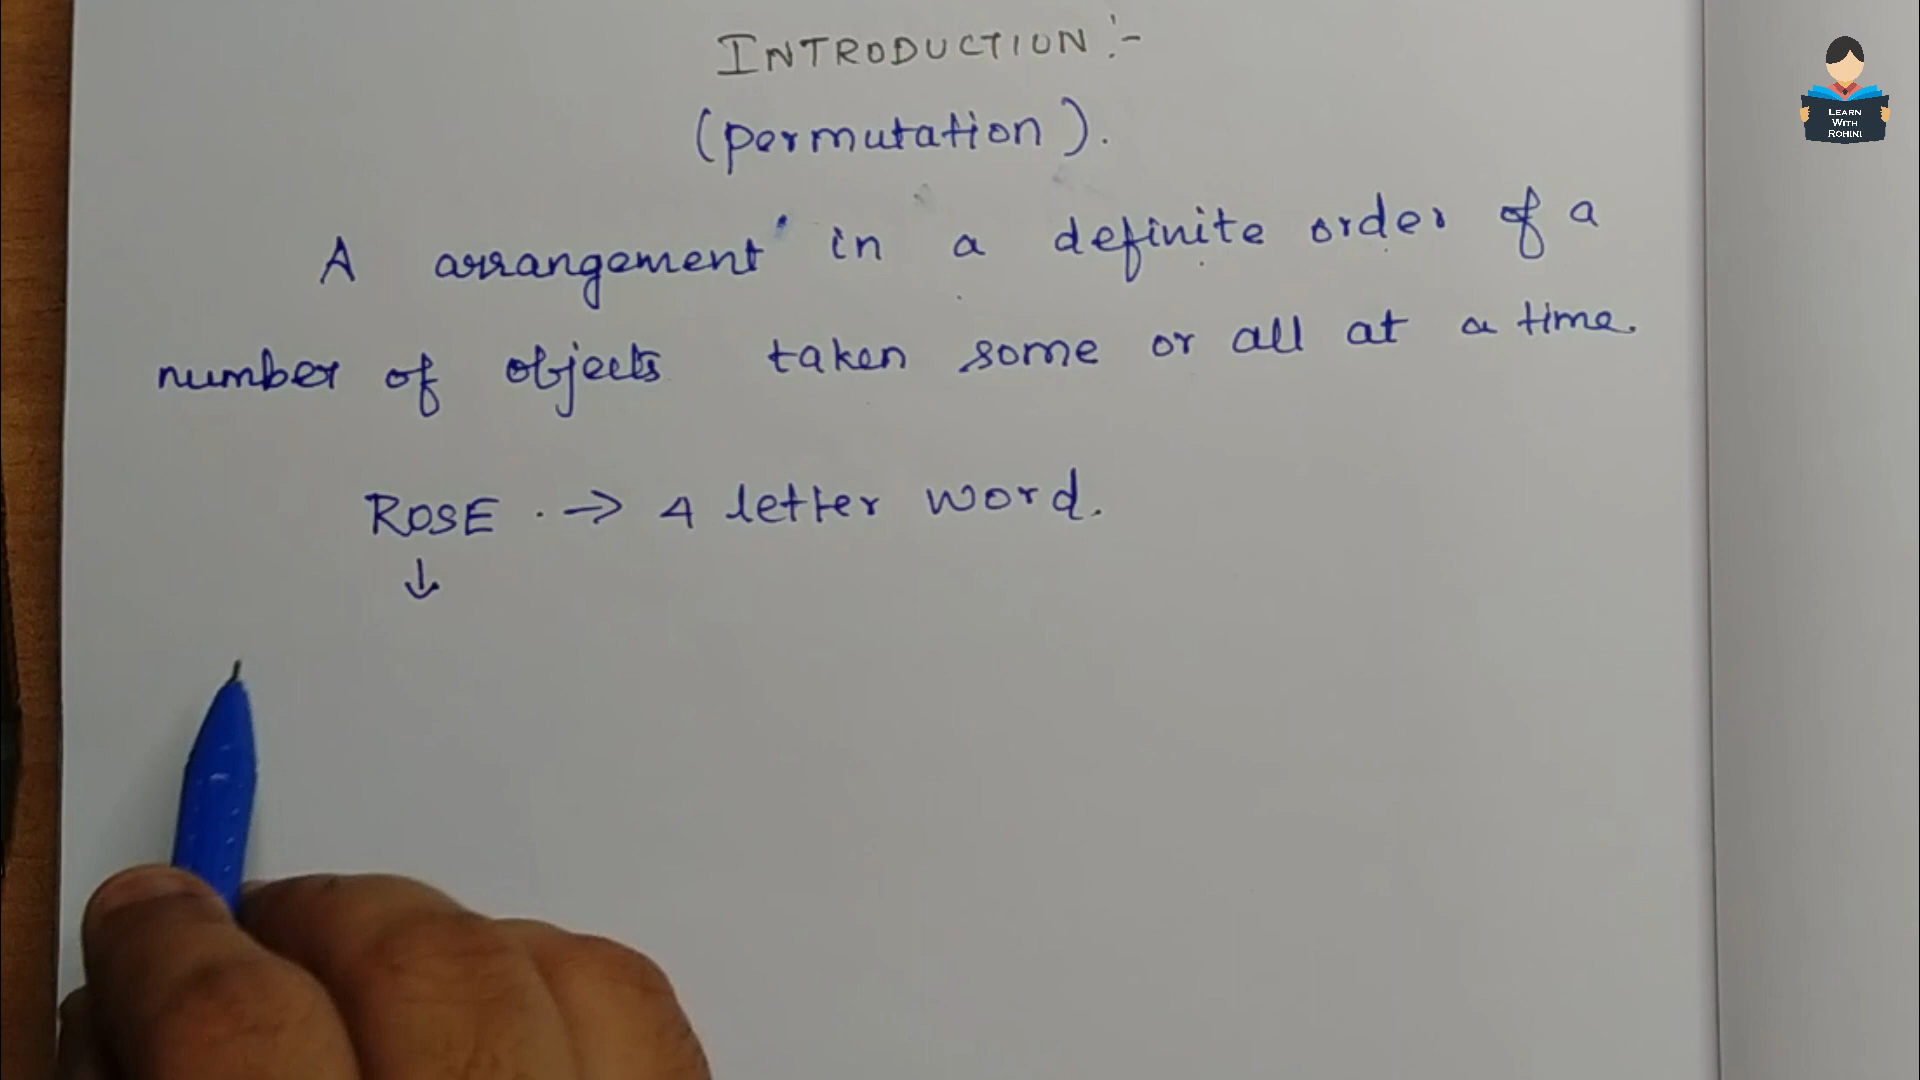 INTRODUCTION :-
(permutation).
A arrangement in a definite order of a
number of objects taken some or all at a time.
ROSE . → 4 letter word.
↓
LEARN
WITH
ROHINI